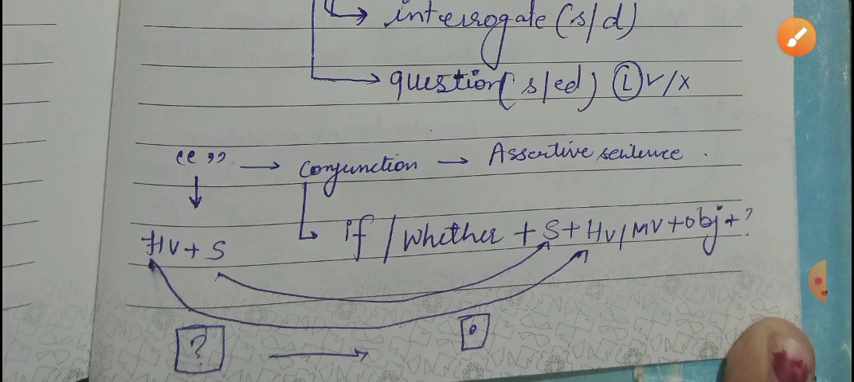 interrogate (s/d)
question (s/ed) (L) ✓/x
“ ” → Conjunction → Assertive sentence.
HV + S
if / Whether + S + HV / MV + obj + ?
? →